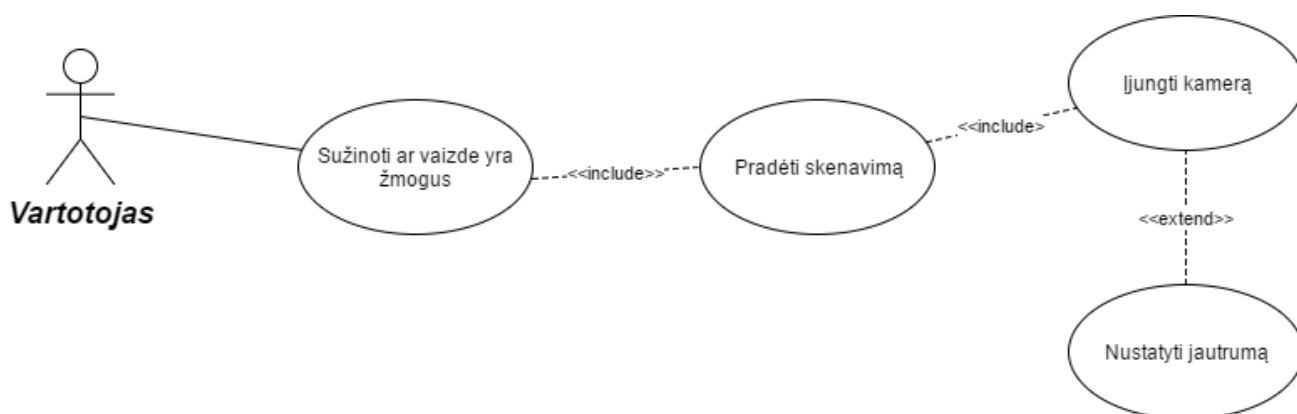 Įjungti kamerą
<<include>
Sužinoti ar vaizde yra
žmogus
<<include>>
Pradėti skenavimą
Vartotojas
<<extend>>
Nustatyti jautrumą